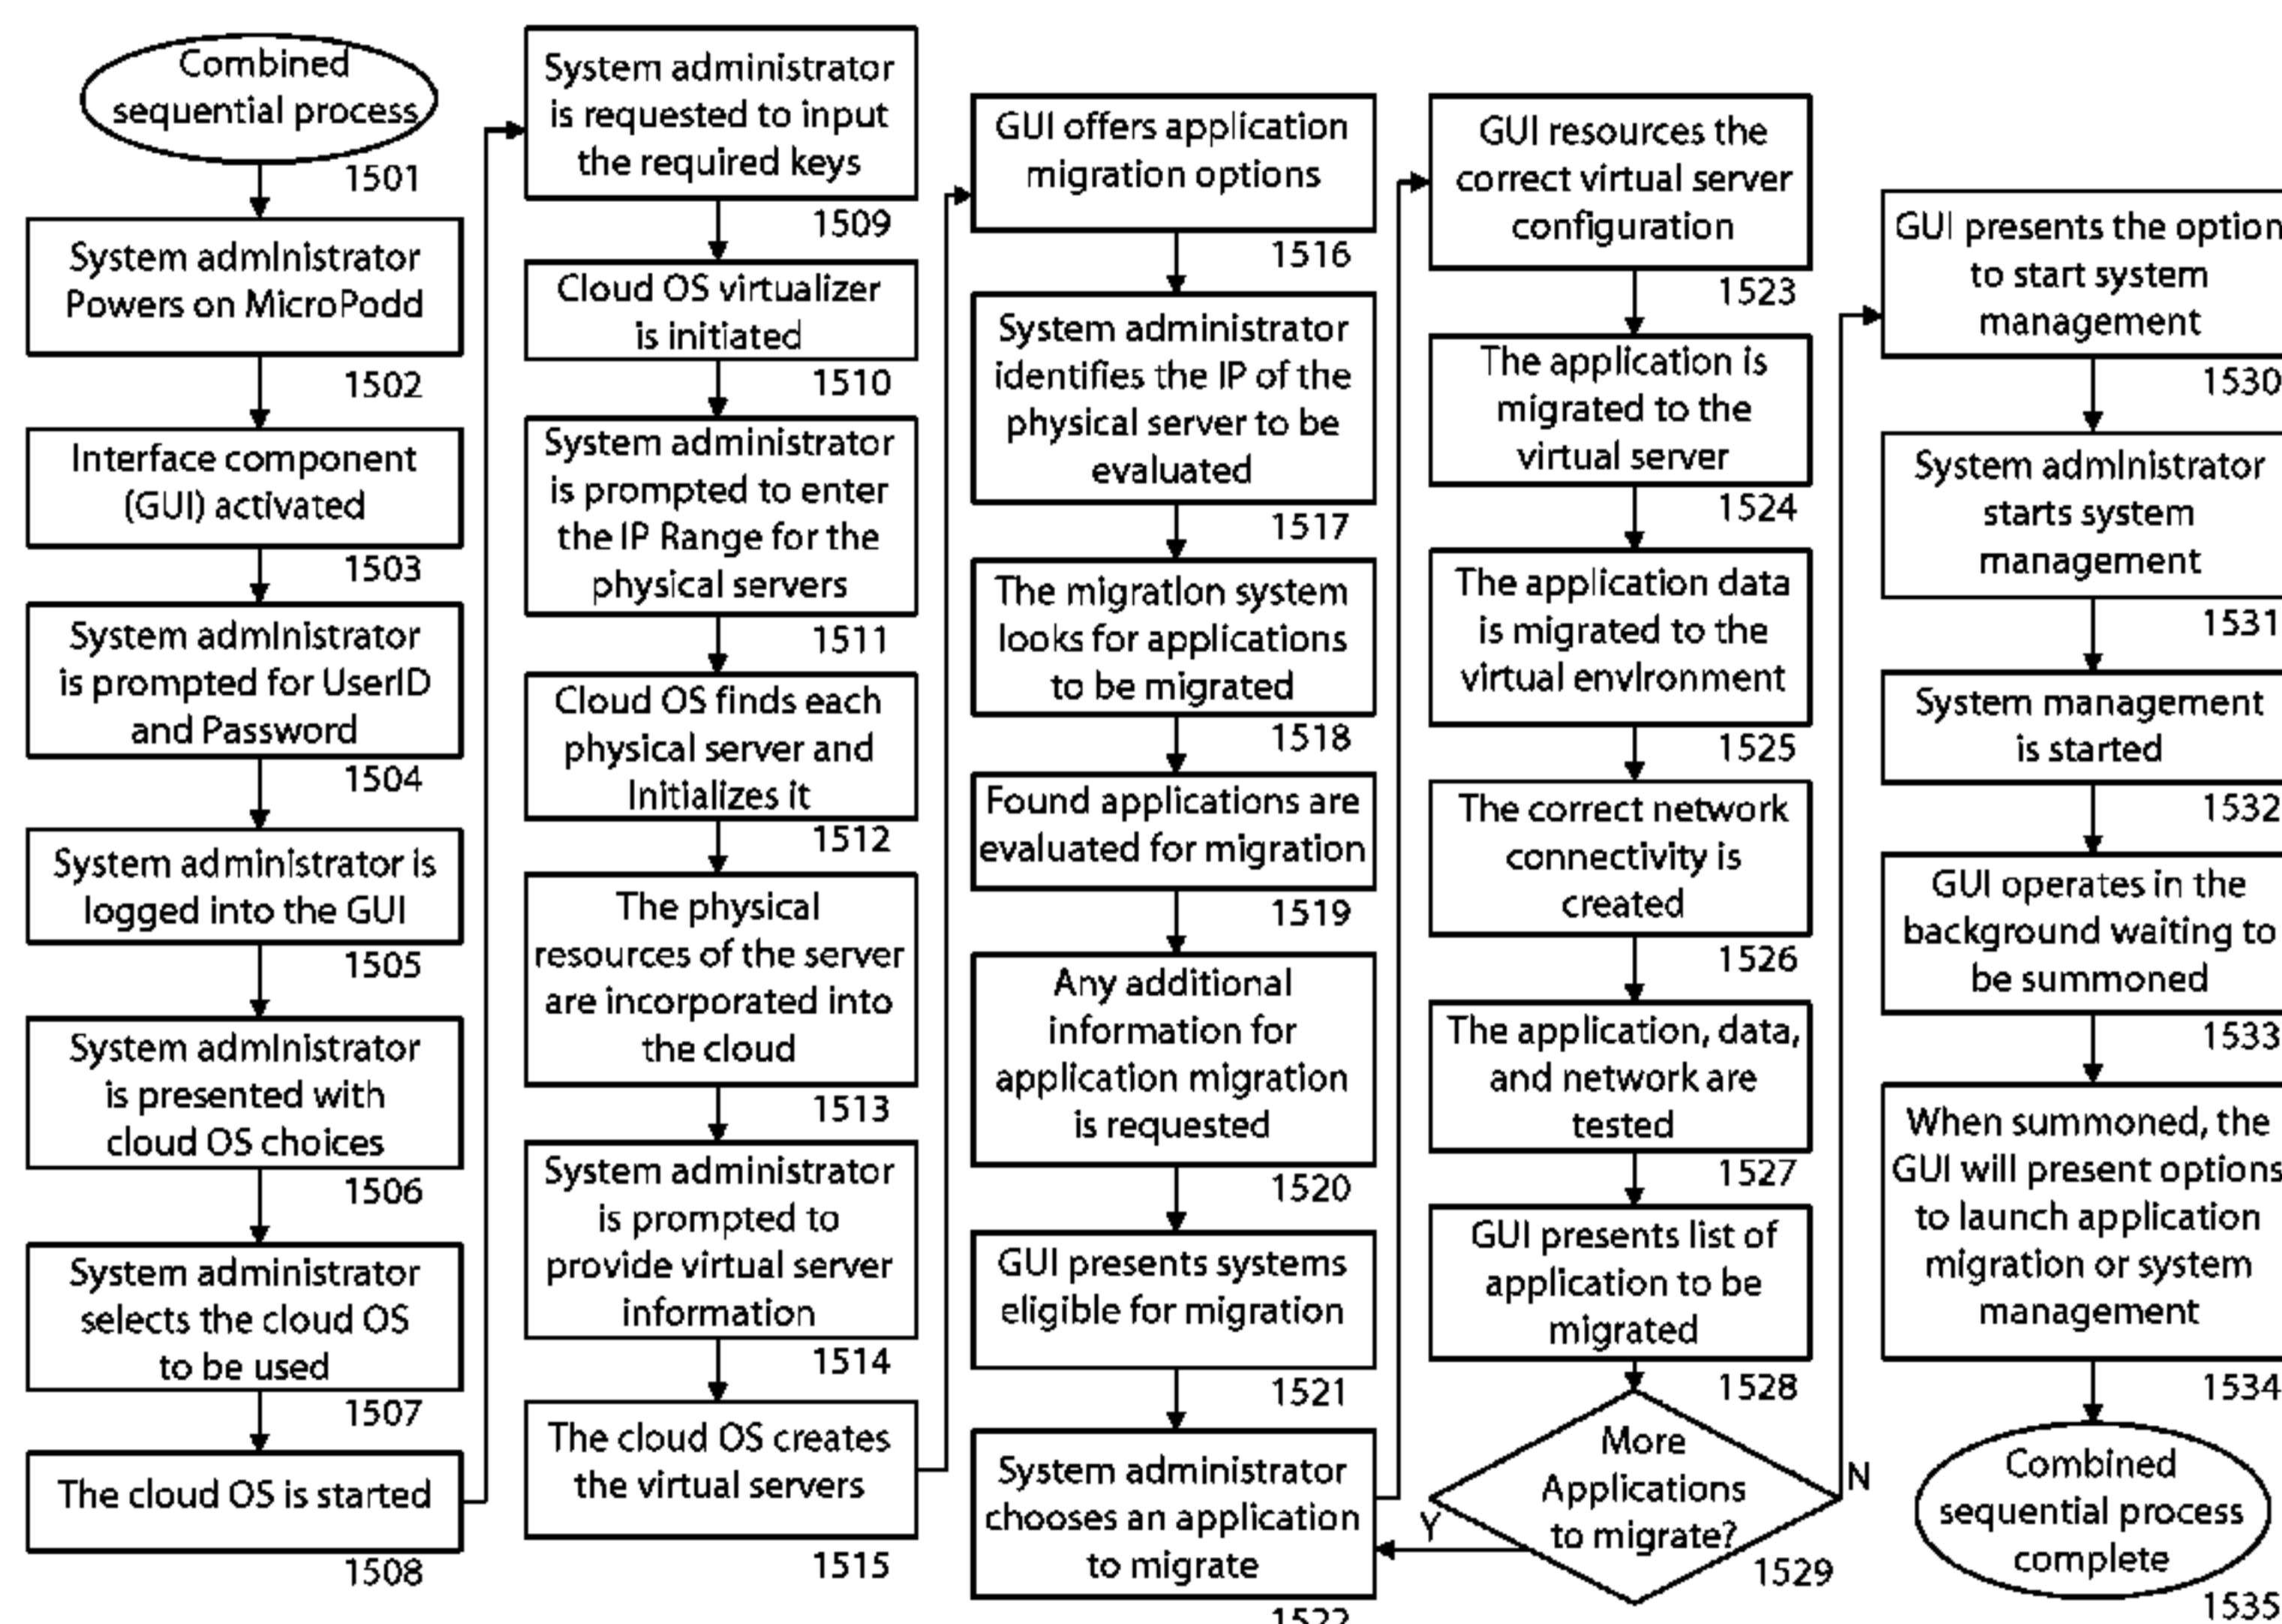 Combined
sequential process
1501
System administrator
Powers on MicroPodd
1502
Interface component
(GUI) activated
1503
System administrator
is prompted for UserID
and Password
1504
System administrator is
logged into the GUI
1505
System administrator
is presented with
cloud OS choices
1506
System administrator
selects the cloud OS
to be used
1507
The cloud OS is started
1508
System administrator
is requested to input
the required keys
1509
Cloud OS virtualizer
is initiated
1510
System administrator
is prompted to enter
the IP Range for the
physical servers
1511
Cloud OS finds each
physical server and
Initializes it
1512
The physical
resources of the server
are incorporated into
the cloud
1513
System administrator
is prompted to
provide virtual server
information
1514
The cloud OS creates
the virtual servers
1515
GUI offers application
migration options
1516
System administrator
identifies the IP of the
physical server to be
evaluated
1517
The migration system
looks for applications
to be migrated
1518
Found applications are
evaluated for migration
1519
Any additional
information for
application migration
is requested
1520
GUI presents systems
eligible for migration
1521
System administrator
chooses an application
to migrate
1522
GUI resources the
correct virtual server
configuration
1523
The application is
migrated to the
virtual server
1524
The application data
is migrated to the
virtual environment
1525
The correct network
connectivity is
created
1526
The application, data,
and network are
tested
1527
GUI presents list of
application to be
migrated
1528
More
Applications
to migrate?
Y
N
1529
GUI presents the option
to start system
management
1530
System administrator
starts system
management
1531
System management
is started
1532
GUI operates in the
background waiting to
be summoned
1533
When summoned, the
GUI will present options
to launch application
migration or system
management
1534
Combined
sequential process
complete
1535